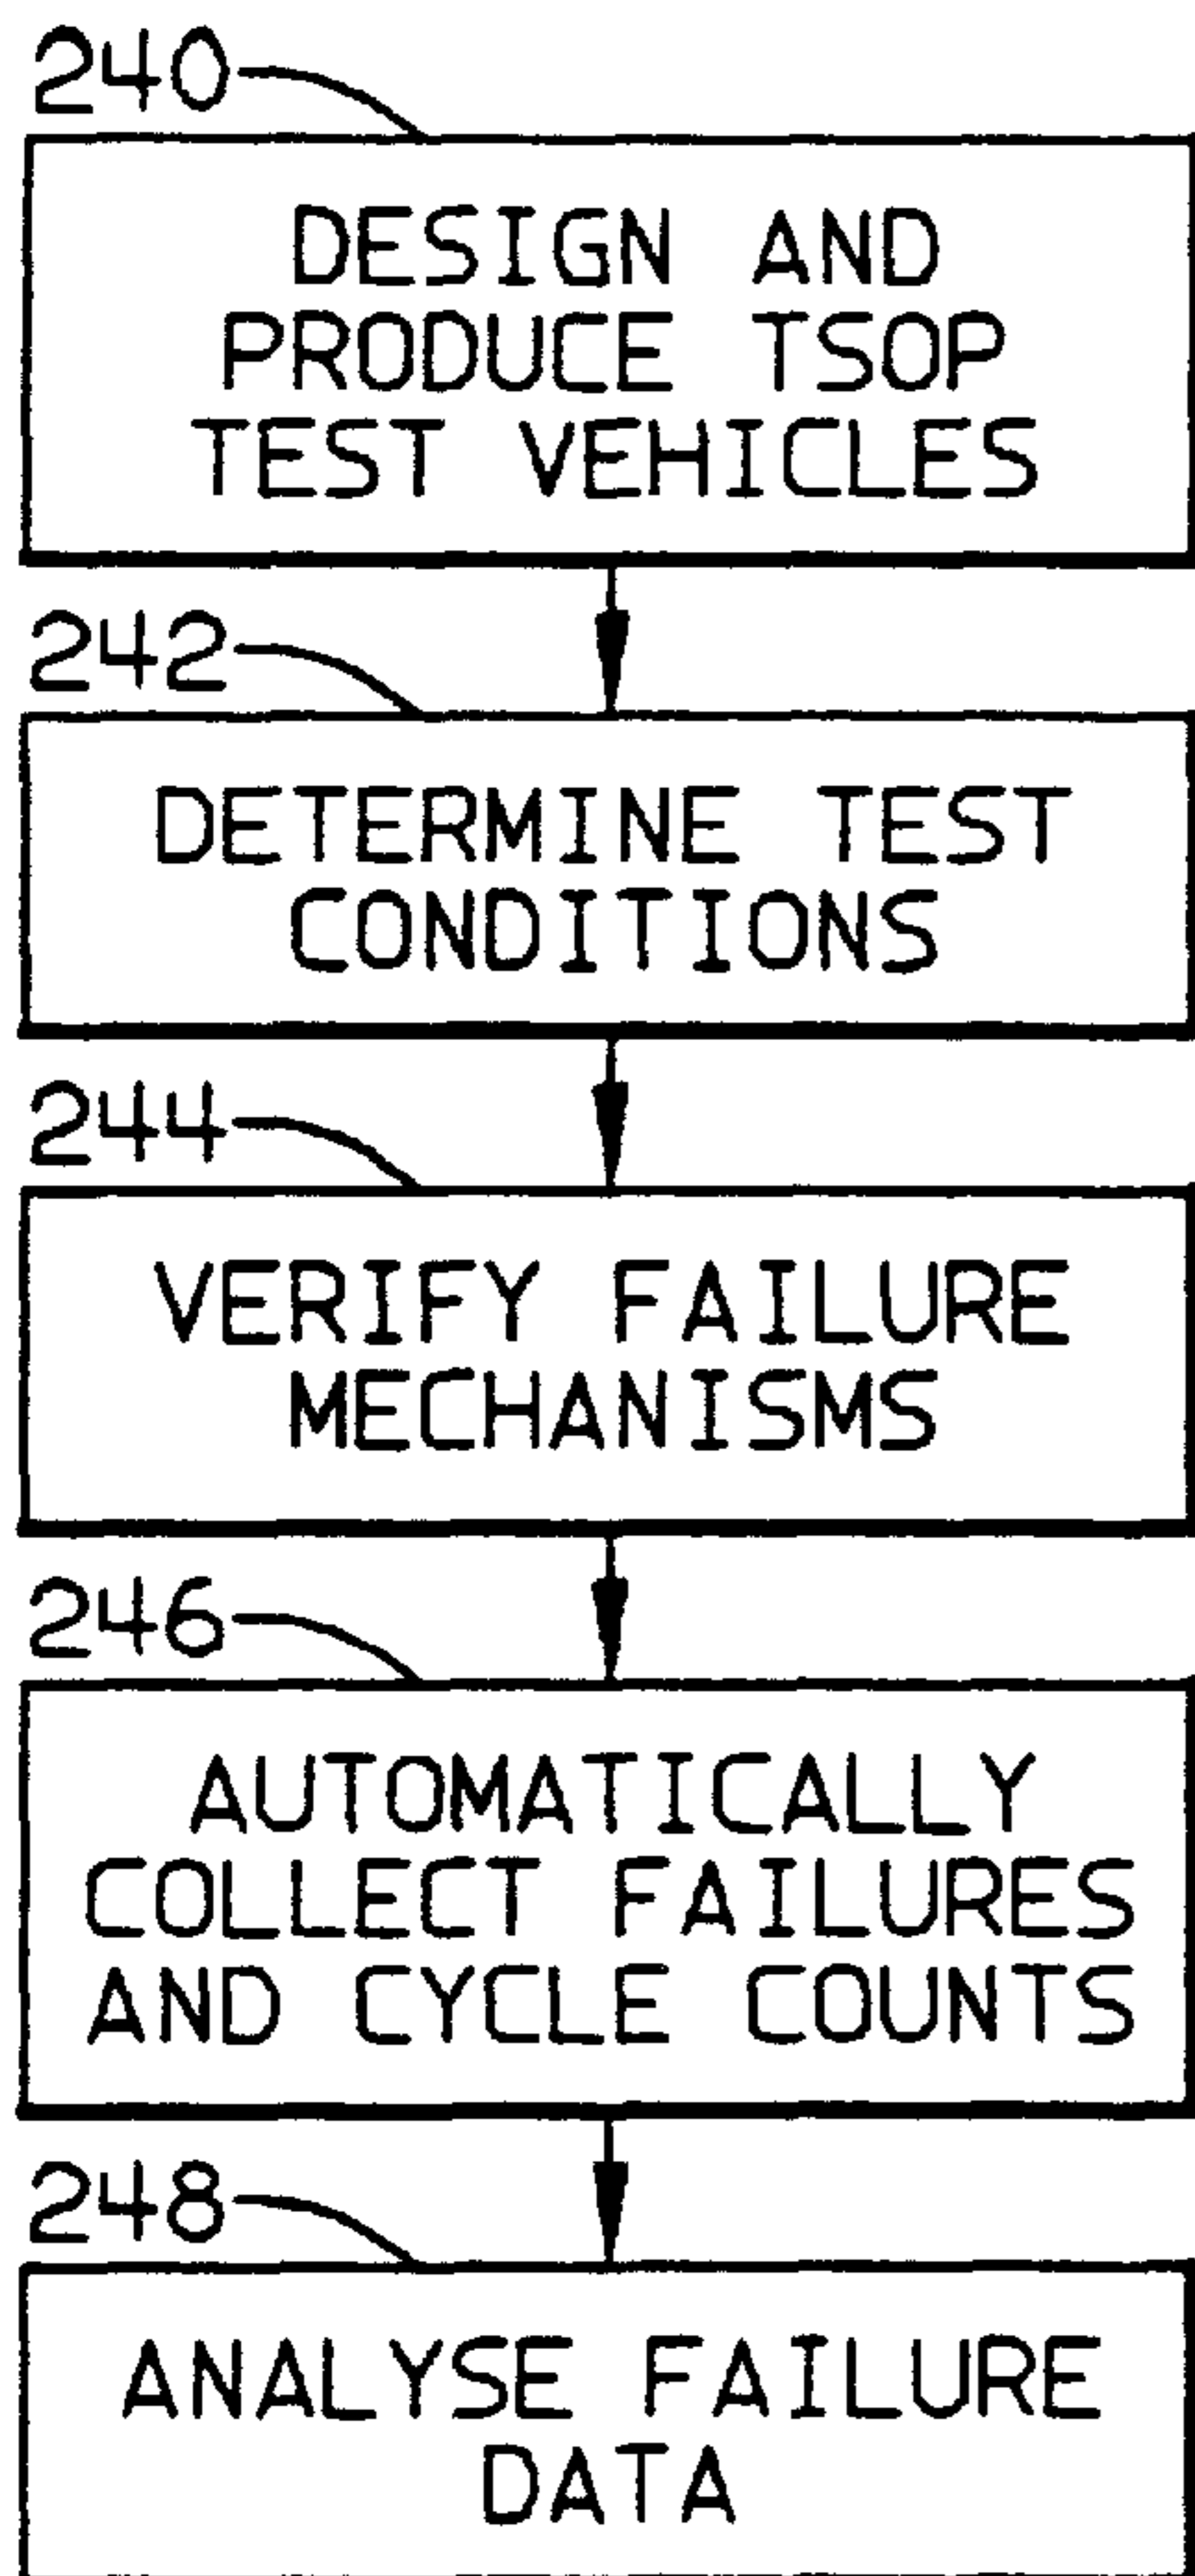 240
DESIGN AND
PRODUCE TSOP
TEST VEHICLES
242
DETERMINE TEST
CONDITIONS
244
VERIFY FAILURE
MECHANISMS
246
AUTOMATICALLY
COLLECT FAILURES
AND CYCLE COUNTS
248
ANALYSE FAILURE
DATA